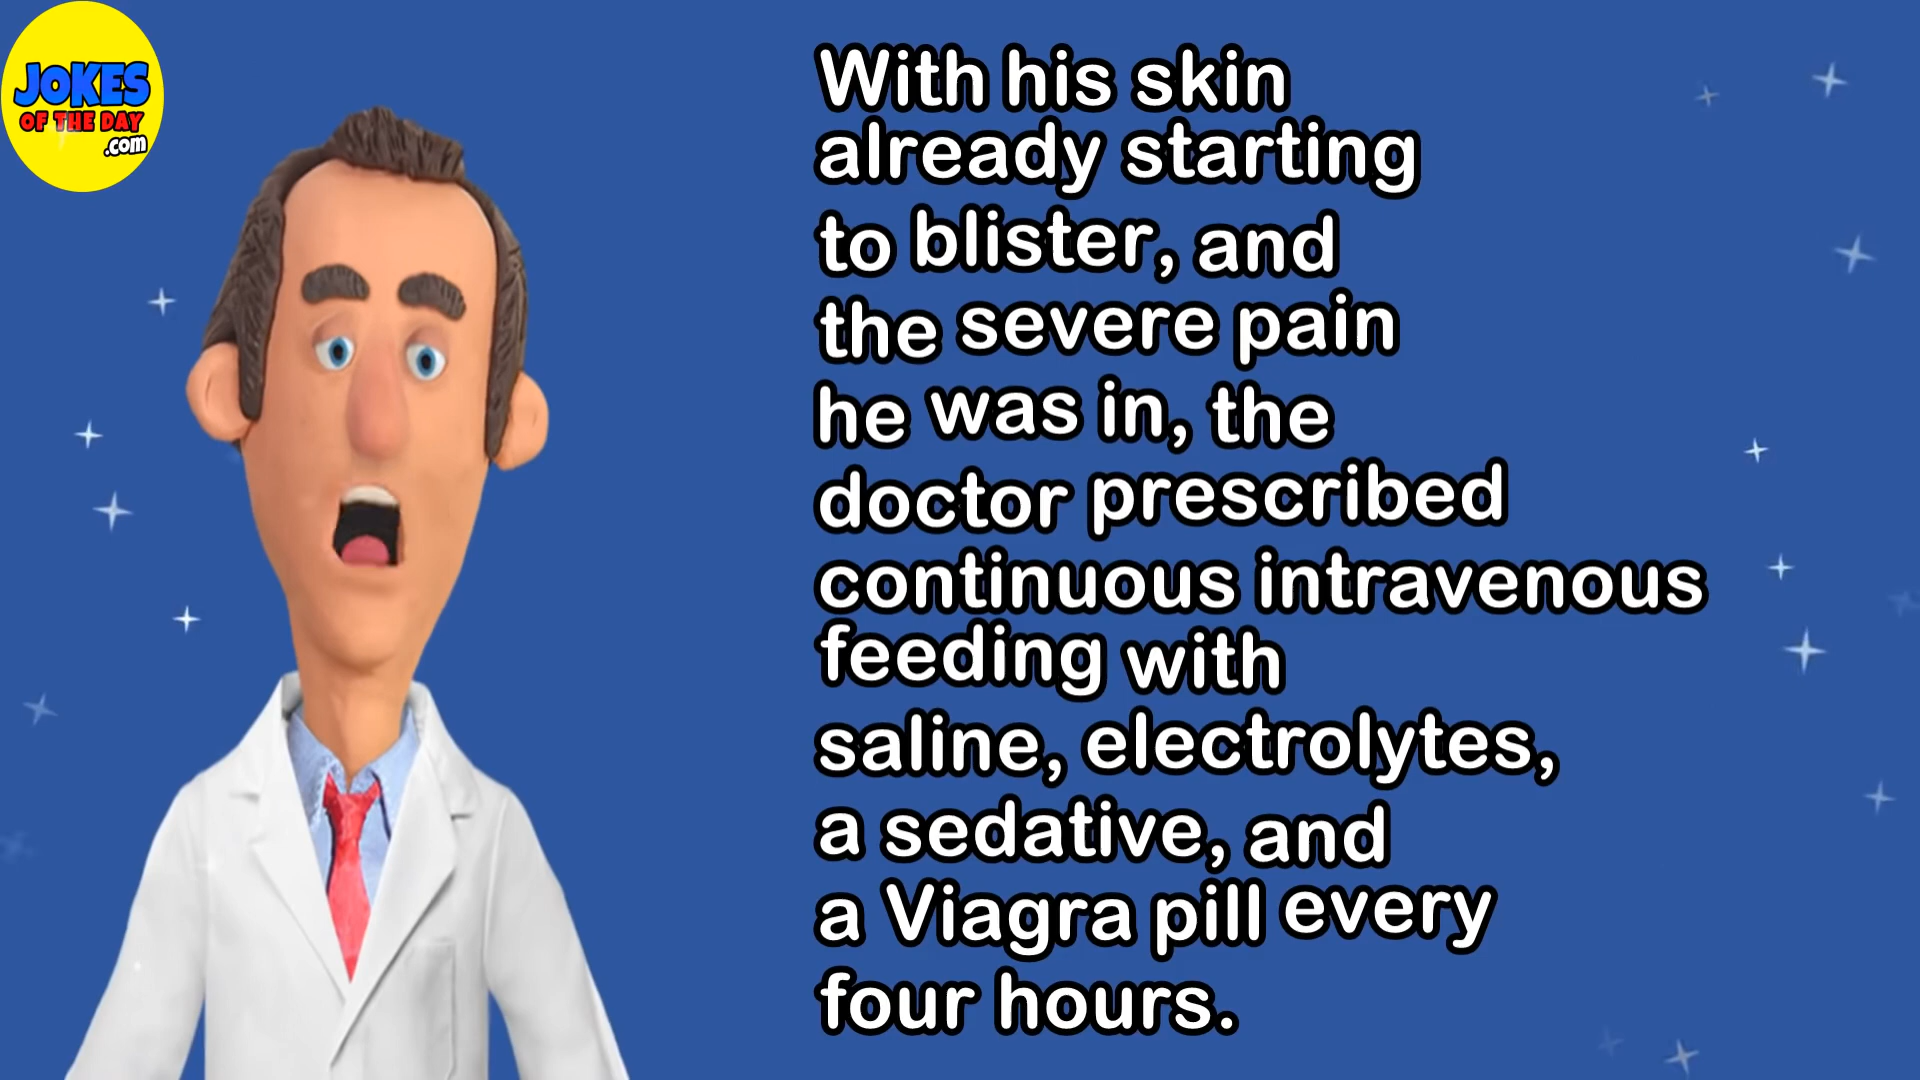 JOKES
OF THE DAY
.com
With his skin
already starting
to blister, and
the severe pain
he was in, the
doctor prescribed
continuous intravenous
feeding with
saline, electrolytes,
a sedative, and
a Viagra pill every
four hours.